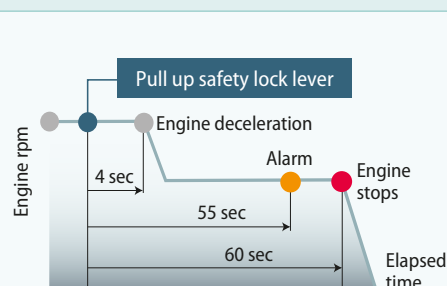 Pull up safety lock lever
Engine rpm
Engine deceleration
Alarm
Engine
stops
4 sec
55 sec
60 sec
Elapsed
time